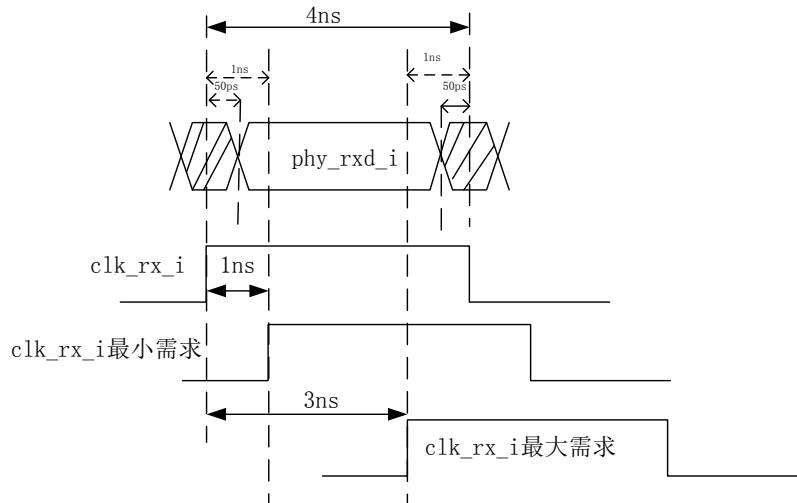 4ns
1ns
1ns
50ps
50ps
phy_rxd_i
clk_rx_i
1ns
clk_rx_i最小需求
3ns
clk_rx_i最大需求